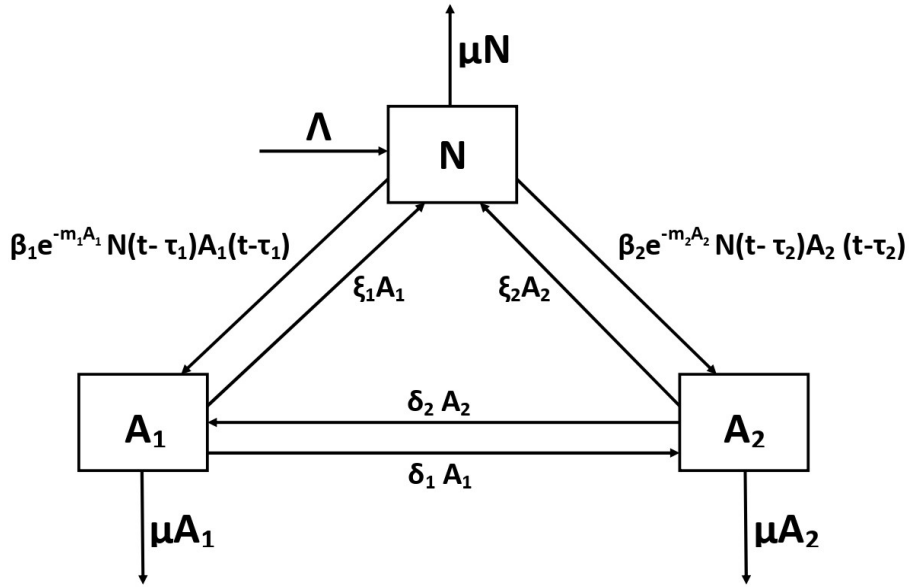 μN
Λ
N
β₁e^-m₁A₁ N(t- τ₁)A₁(t-τ₁)
β₂e^-m₂A₂ N(t- τ₂)A₂ (t-τ₂)
ξ₁A₁
ξ₂A₂
A₁
δ₂ A₂
A₂
δ₁ A₁
μA₁
μA₂